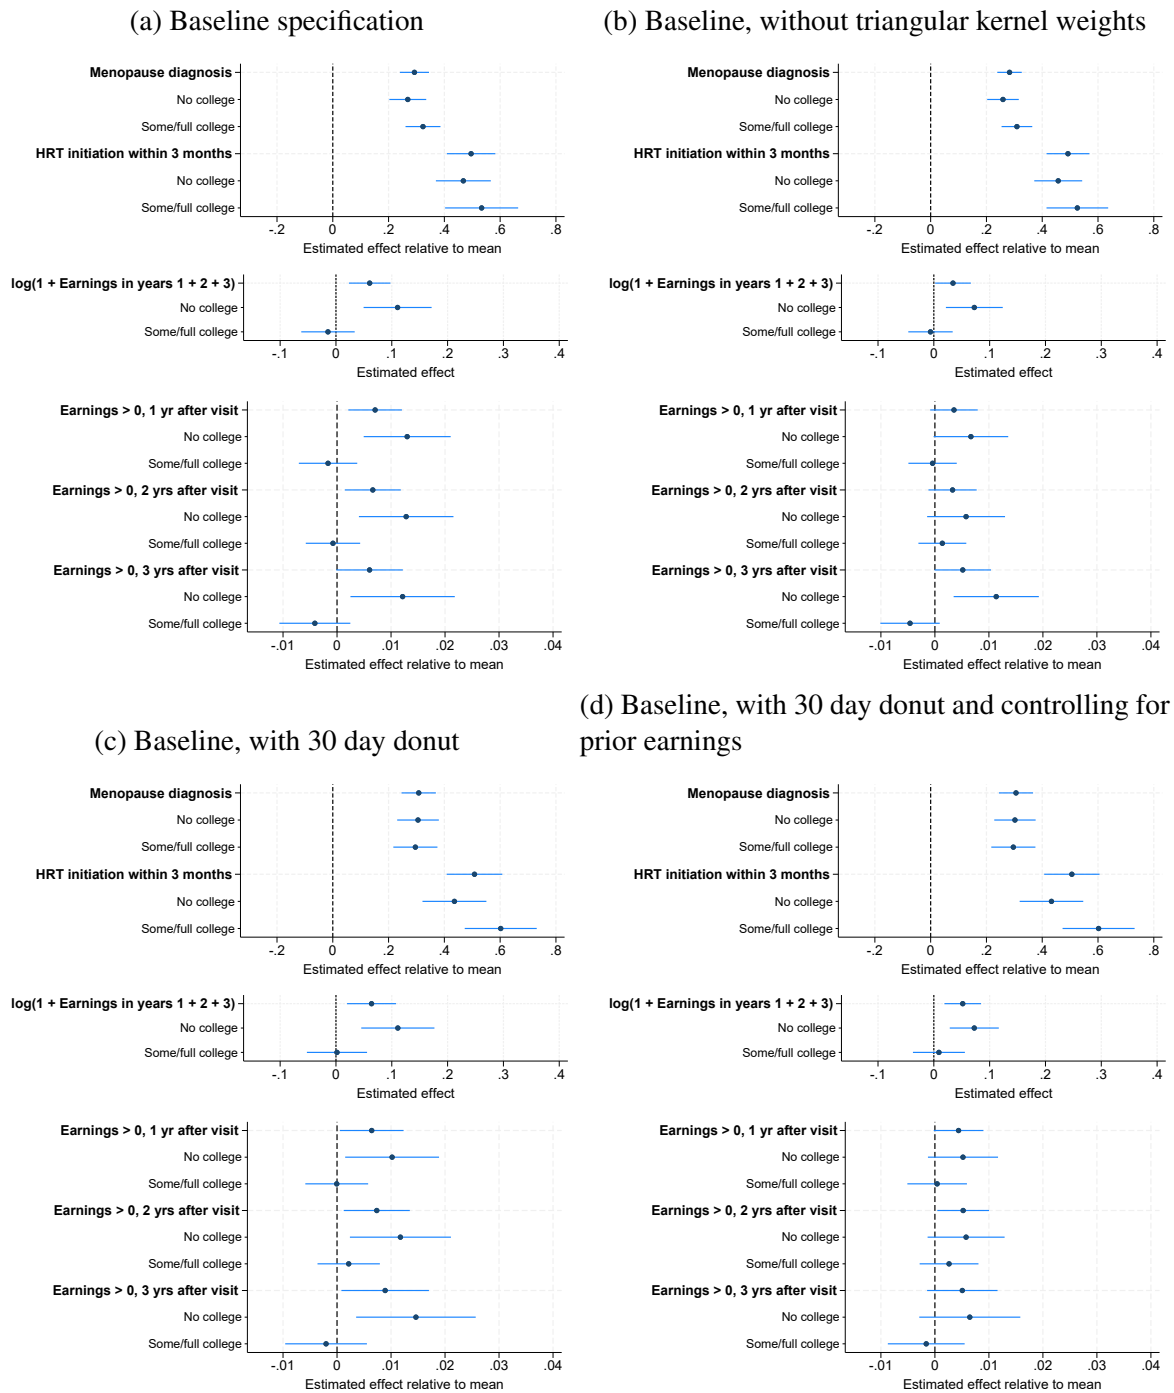 (a) Baseline specification
Menopause diagnosis
No college
Some/full college
HRT initiation within 3 months
No college
Some/full college
-.2 0 .2 .4 .6 .8
Estimated effect relative to mean
log(1 + Earnings in years 1 + 2 + 3)
No college
Some/full college
-.1 0 .1 .2 .3 .4
Estimated effect
Earnings > 0, 1 yr after visit
No college
Some/full college
Earnings > 0, 2 yrs after visit
No college
Some/full college
Earnings > 0, 3 yrs after visit
No college
Some/full college
-.01 0 .01 .02 .03 .04
Estimated effect relative to mean
(b) Baseline, without triangular kernel weights
Menopause diagnosis
No college
Some/full college
HRT initiation within 3 months
No college
Some/full college
-.2 0 .2 .4 .6 .8
Estimated effect relative to mean
log(1 + Earnings in years 1 + 2 + 3)
No college
Some/full college
-.1 0 .1 .2 .3 .4
Estimated effect
Earnings > 0, 1 yr after visit
No college
Some/full college
Earnings > 0, 2 yrs after visit
No college
Some/full college
Earnings > 0, 3 yrs after visit
No college
Some/full college
-.01 0 .01 .02 .03 .04
Estimated effect relative to mean
(c) Baseline, with 30 day donut
Menopause diagnosis
No college
Some/full college
HRT initiation within 3 months
No college
Some/full college
-.2 0 .2 .4 .6 .8
Estimated effect relative to mean
log(1 + Earnings in years 1 + 2 + 3)
No college
Some/full college
-.1 0 .1 .2 .3 .4
Estimated effect
Earnings > 0, 1 yr after visit
No college
Some/full college
Earnings > 0, 2 yrs after visit
No college
Some/full college
Earnings > 0, 3 yrs after visit
No college
Some/full college
-.01 0 .01 .02 .03 .04
Estimated effect relative to mean
(d) Baseline, with 30 day donut and controlling for
prior earnings
Menopause diagnosis
No college
Some/full college
HRT initiation within 3 months
No college
Some/full college
-.2 0 .2 .4 .6 .8
Estimated effect relative to mean
log(1 + Earnings in years 1 + 2 + 3)
No college
Some/full college
-.1 0 .1 .2 .3 .4
Estimated effect
Earnings > 0, 1 yr after visit
No college
Some/full college
Earnings > 0, 2 yrs after visit
No college
Some/full college
Earnings > 0, 3 yrs after visit
No college
Some/full college
-.01 0 .01 .02 .03 .04
Estimated effect relative to mean